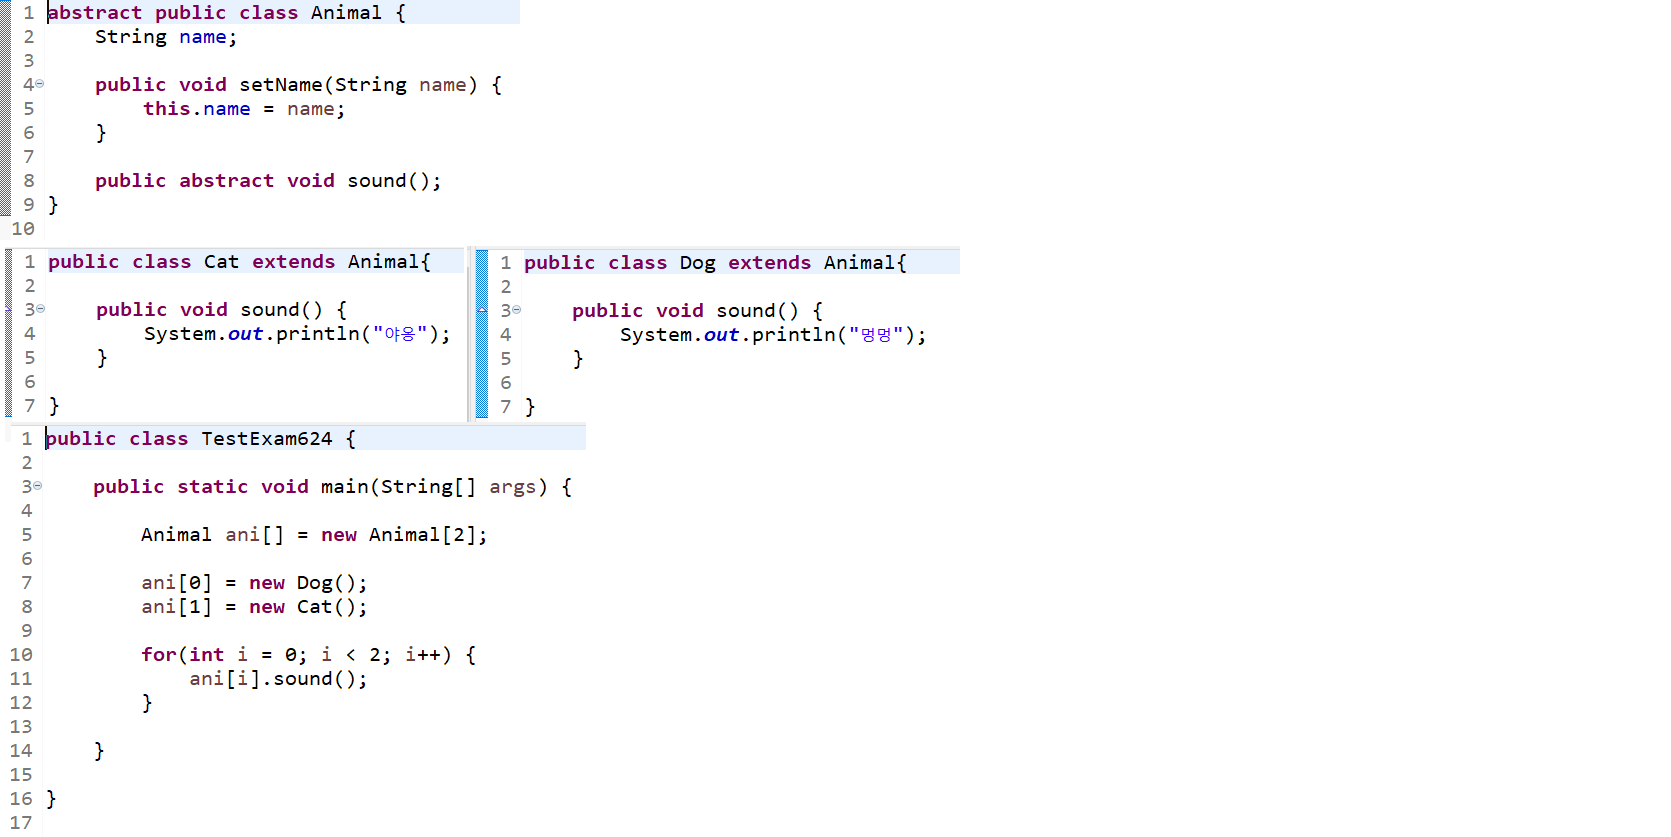 1 abstract public class Animal {
2     String name;
3
4     public void setName(String name) {
5         this.name = name;
6     }
7
8     public abstract void sound();
9 }
10
1 public class Cat extends Animal{
2
3     public void sound() {
4         System.out.println("야옹");
5     }
6
7 }
1 public class Dog extends Animal{
2
3     public void sound() {
4         System.out.println("멍멍");
5     }
6
7 }
1 public class TestExam624 {
2
3     public static void main(String[] args) {
4
5         Animal ani[] = new Animal[2];
6
7         ani[0] = new Dog();
8         ani[1] = new Cat();
9
10         for(int i = 0; i < 2; i++) {
11             ani[i].sound();
12         }
13
14     }
15
16 }
17